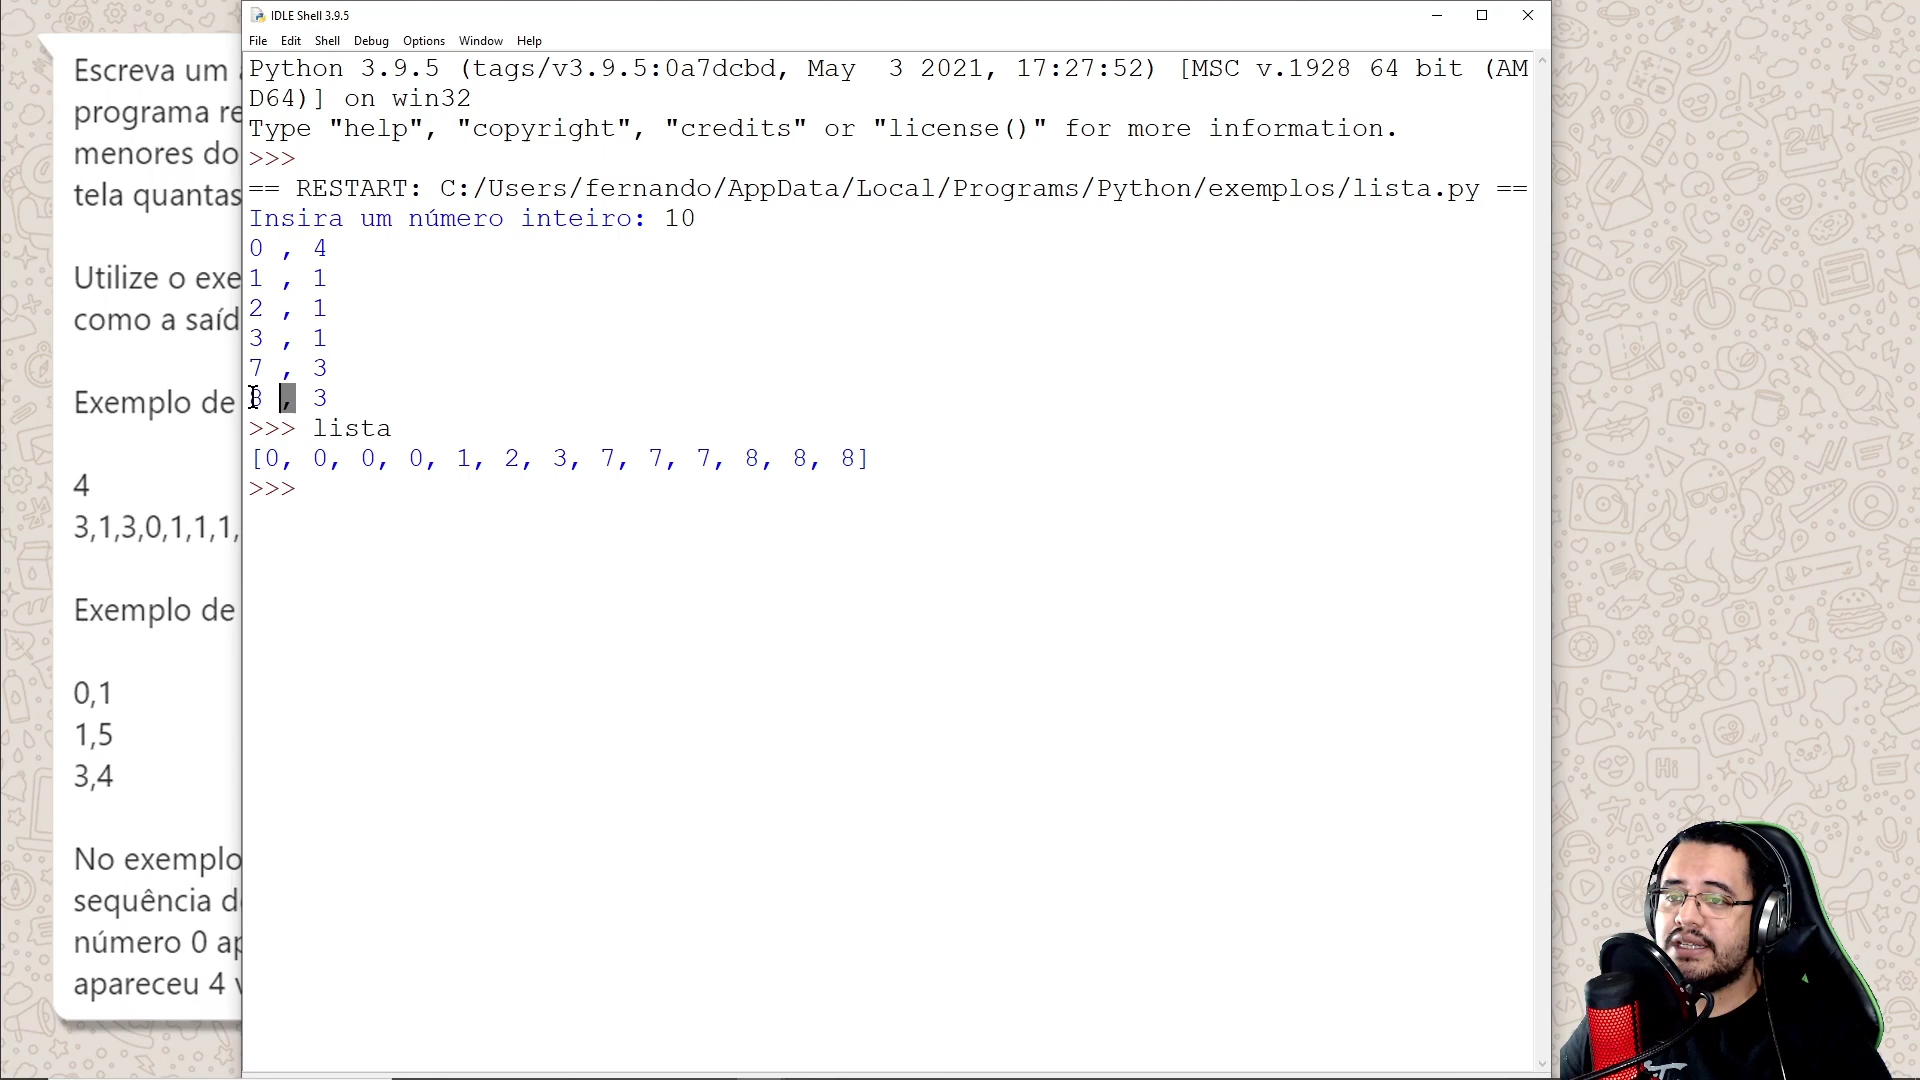 IDLE Shell 3.9.5
File Edit Shell Debug Options Window Help
Python 3.9.5 (tags/v3.9.5:0a7dcbd, May  3 2021, 17:27:52) [MSC v.1928 64 bit (AM
D64)] on win32
Type "help", "copyright", "credits" or "license()" for more information.
>>>
== RESTART: C:/Users/fernando/AppData/Local/Programs/Python/exemplos/lista.py ==
Insira um número inteiro: 10
0 , 4
1 , 1
2 , 1
3 , 1
7 , 3
8 , 3
>>> lista
[0, 0, 0, 0, 1, 2, 3, 7, 7, 7, 8, 8, 8]
>>>
Escreva um
programa re
menores do
tela quantas
Utilize o exe
como a saíd
Exemplo de
4
3,1,3,0,1,1,1,
Exemplo de
0,1
1,5
3,4
No exemplo
sequência d
número 0 ap
apareceu 4 v